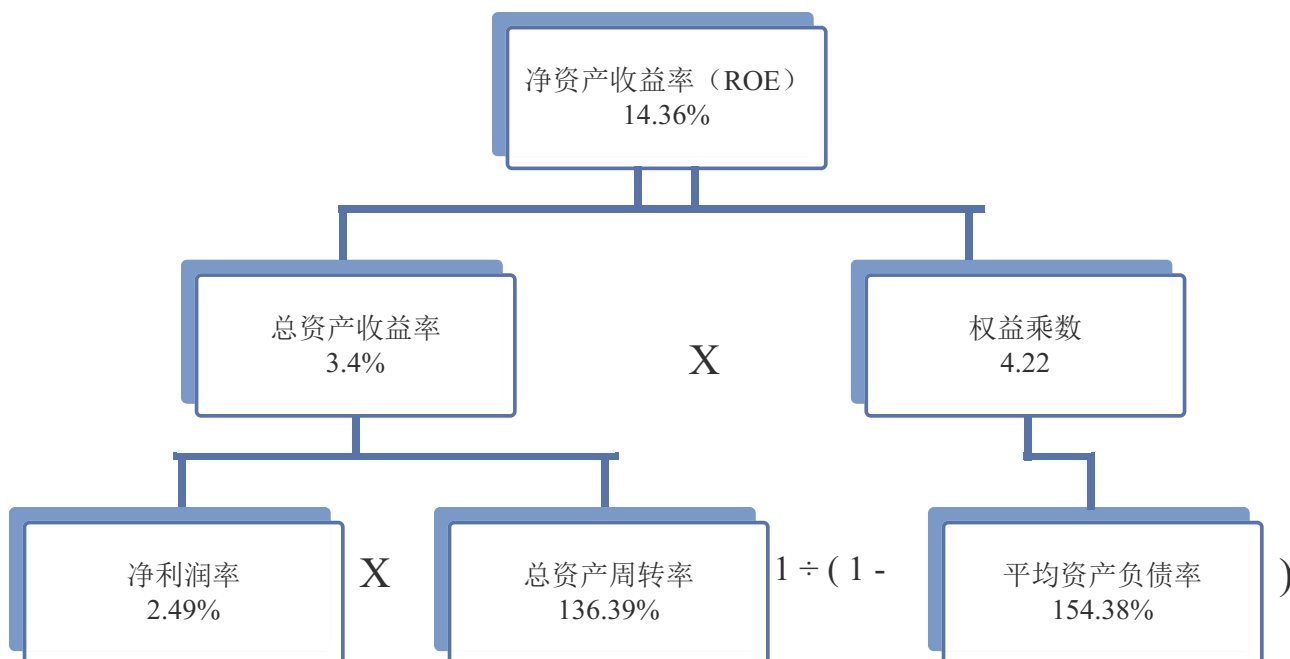 净资产收益率（ROE）
14.36%
总资产收益率
3.4%
X
权益乘数
4.22
净利润率
2.49%
X
总资产周转率
136.39%
1 ÷ ( 1 -
平均资产负债率
154.38%
)